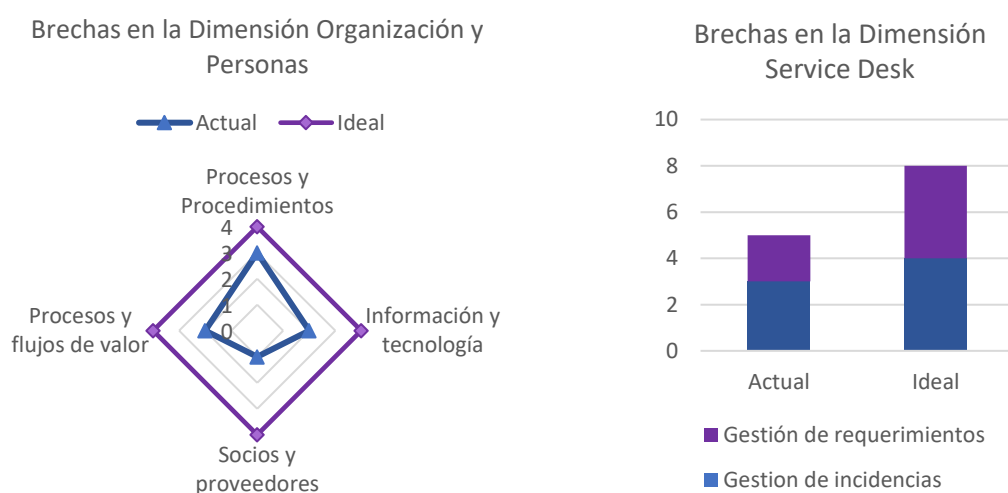 Brechas en la Dimensión Organización y
Personas
Actual
Ideal
Procesos y
Procedimientos
4
3
2
1
0
Procesos y
flujos de valor
Información y
tecnología
Socios y
proveedores
Brechas en la Dimensión
Service Desk
10
8
6
4
2
0
Actual
Ideal
Gestión de requerimientos
Gestion de incidencias